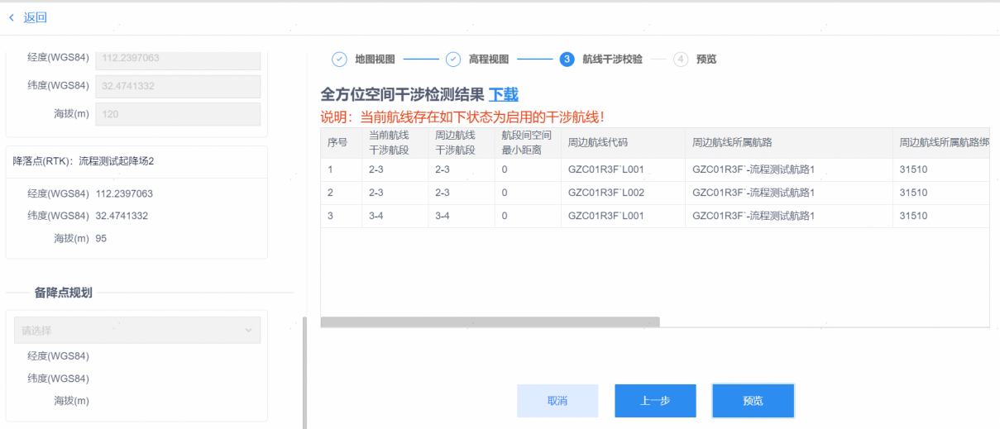 返回
经度(WGS84) 112.2397063
纬度(WGS84) 32.4741332
海拔(m) 120
降落点(RTK)：流程测试起降场2
经度(WGS84) 112.2397063
纬度(WGS84) 32.4741332
海拔(m) 95
备降点规划
请选择
经度(WGS84)
纬度(WGS84)
海拔(m)
地图视图 高程视图 3 航线干涉校验 4 预览
全方位空间干涉检测结果 下载
说明：当前航线存在如下状态为启用的干涉航线！
序号 当前航线干涉航段 周边航线干涉航段 航段间空间最小距离 周边航线代码 周边航线所属航路 周边航线所属航路绑
1 2-3 2-3 0 GZC01R3F`L001 GZC01R3F`-流程测试航路1 31510
2 2-3 2-3 0 GZC01R3F`L002 GZC01R3F`-流程测试航路1 31510
3 3-4 3-4 0 GZC01R3F`L001 GZC01R3F`-流程测试航路1 31510
取消 上一步 预览